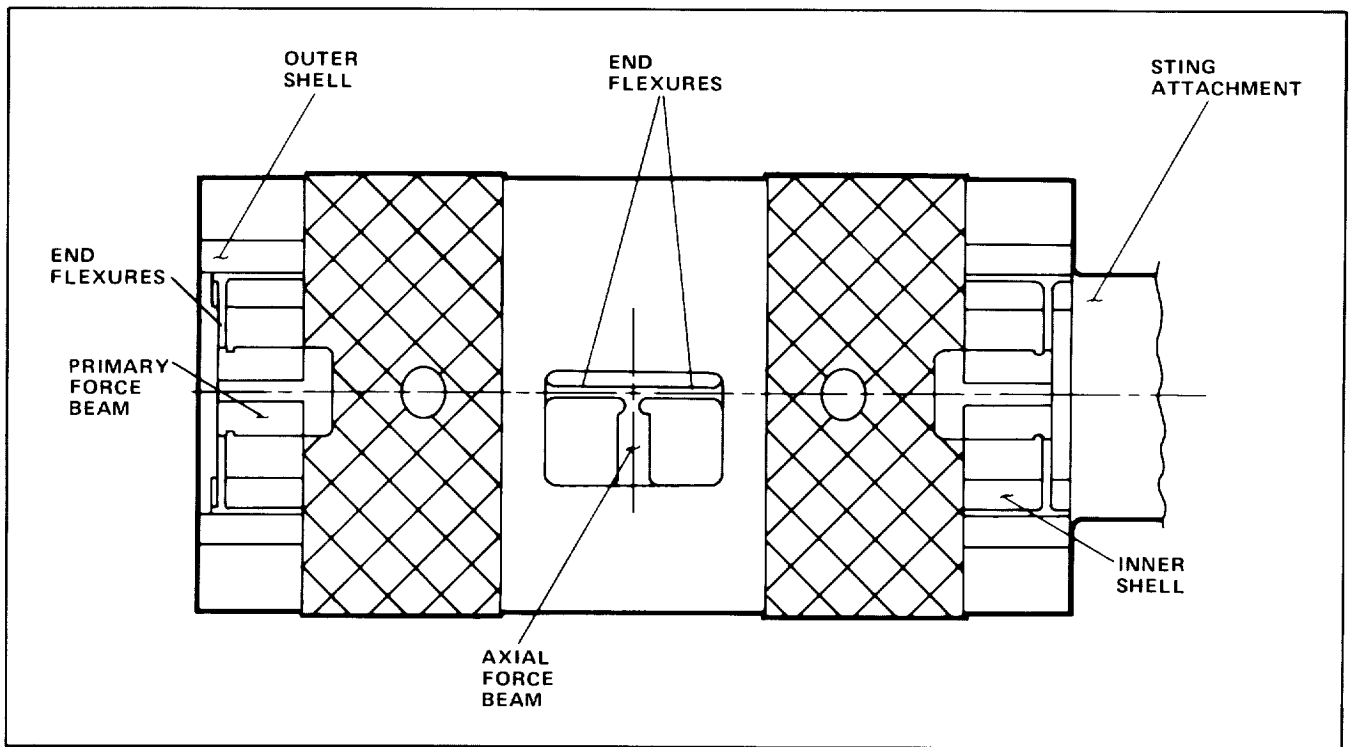 OUTER
SHELL
END
FLEXURES
STING
ATTACHMENT
END
FLEXURES
PRIMARY
FORCE
BEAM
INNER
SHELL
AXIAL
FORCE
BEAM